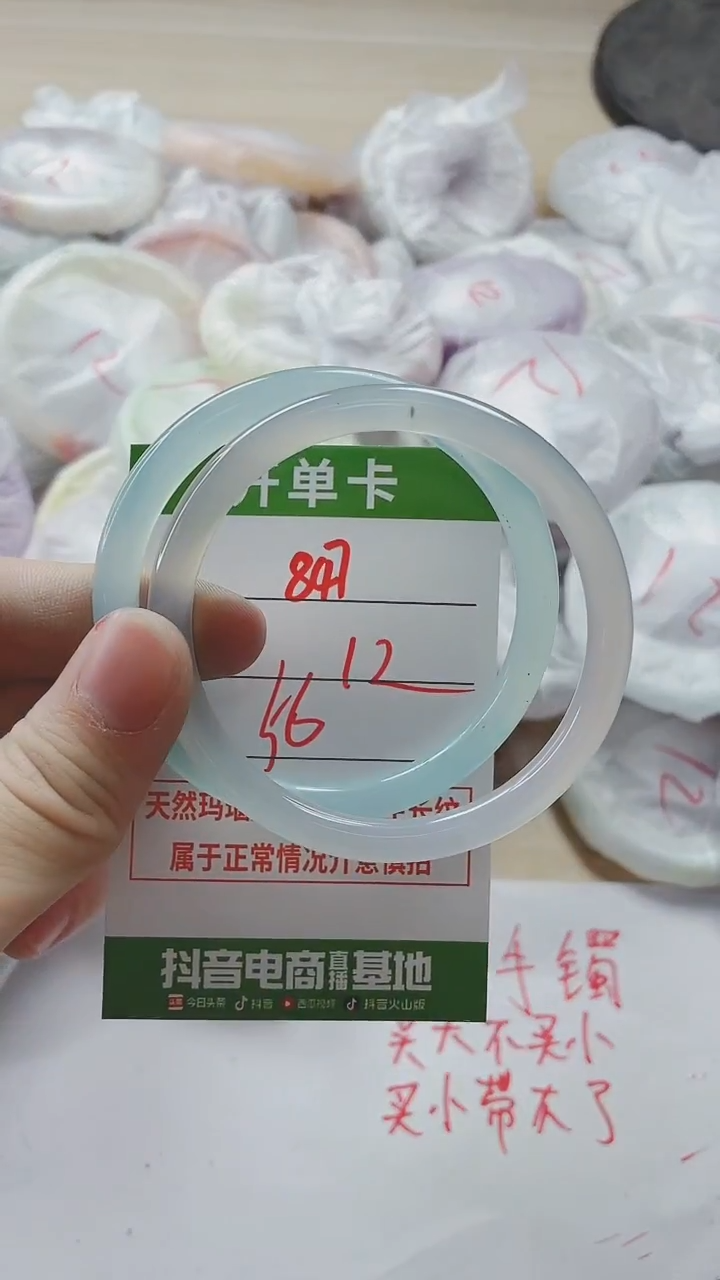 开单卡
847
12
56
天然玛瑙
属于正常情况介意慎拍
抖音电商直播基地
今日头条 抖音 西瓜视频 抖音火山版
手镯
买大不买小
买小带不了
12